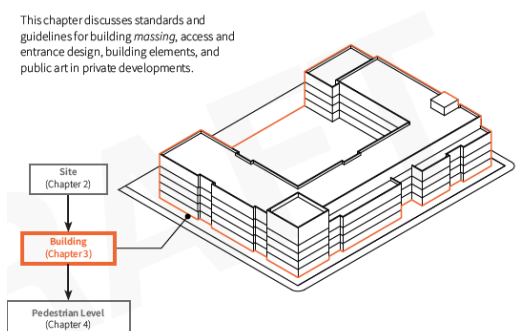 This chapter discusses standards and
guidelines for building massing, access and
entrance design, building elements, and
public art in private developments.
Site
(Chapter 2)
Building
(Chapter 3)
Pedestrian Level
(Chapter 4)